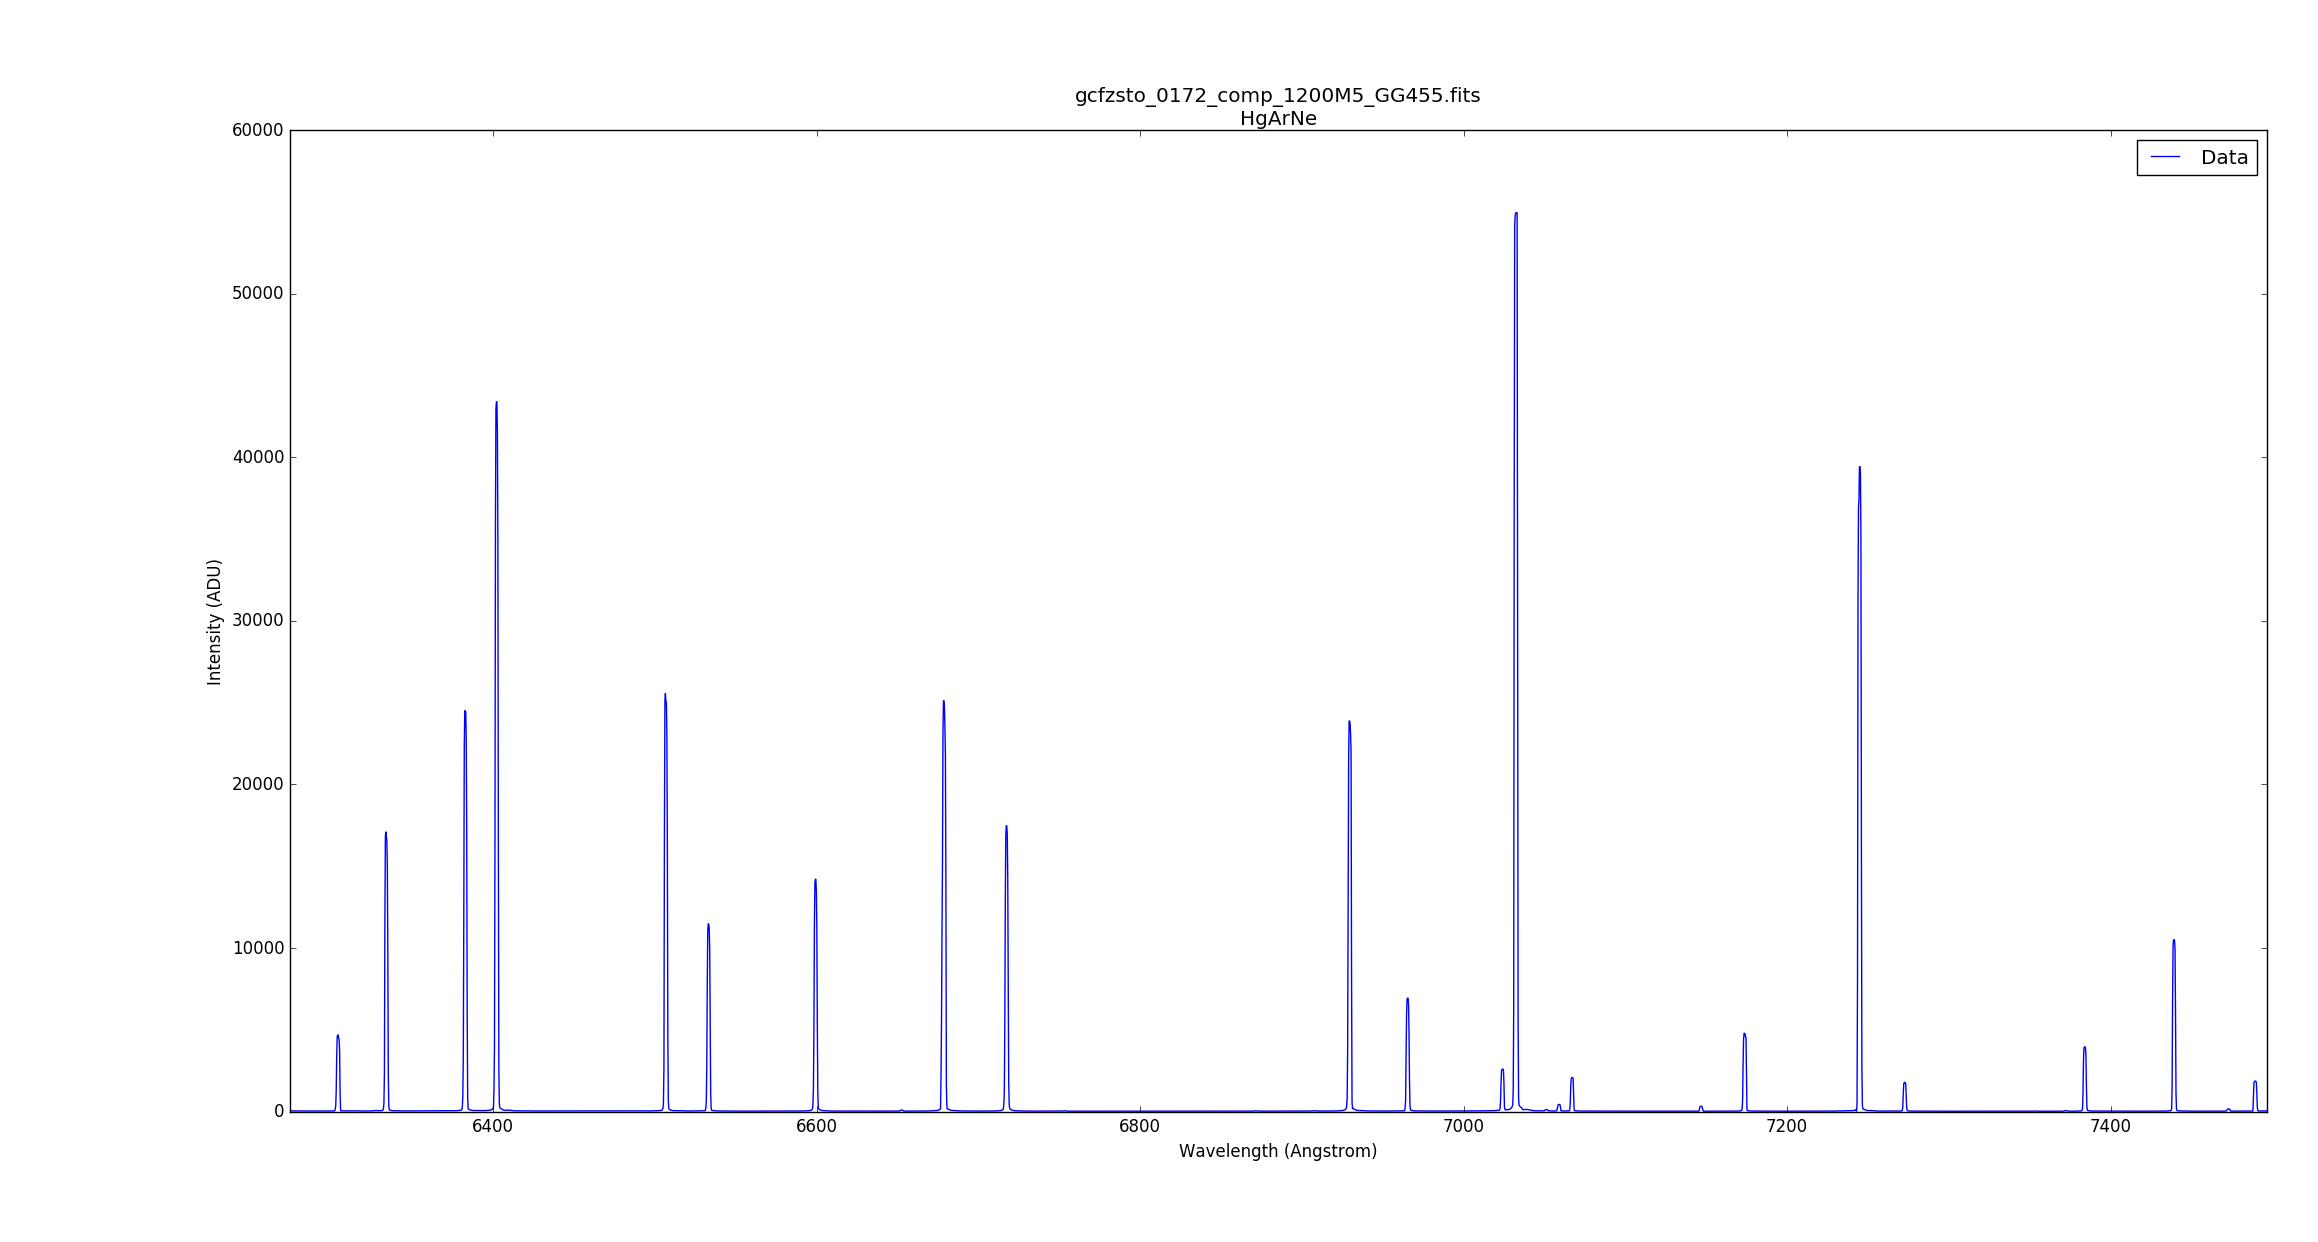 gcfzsto_0172_comp_1200M5_GG455.fits
HgArNe
Data
60000
50000
40000
30000
20000
10000
0
Intensity (ADU)
6400 6600 6800 7000 7200 7400
Wavelength (Angstrom)